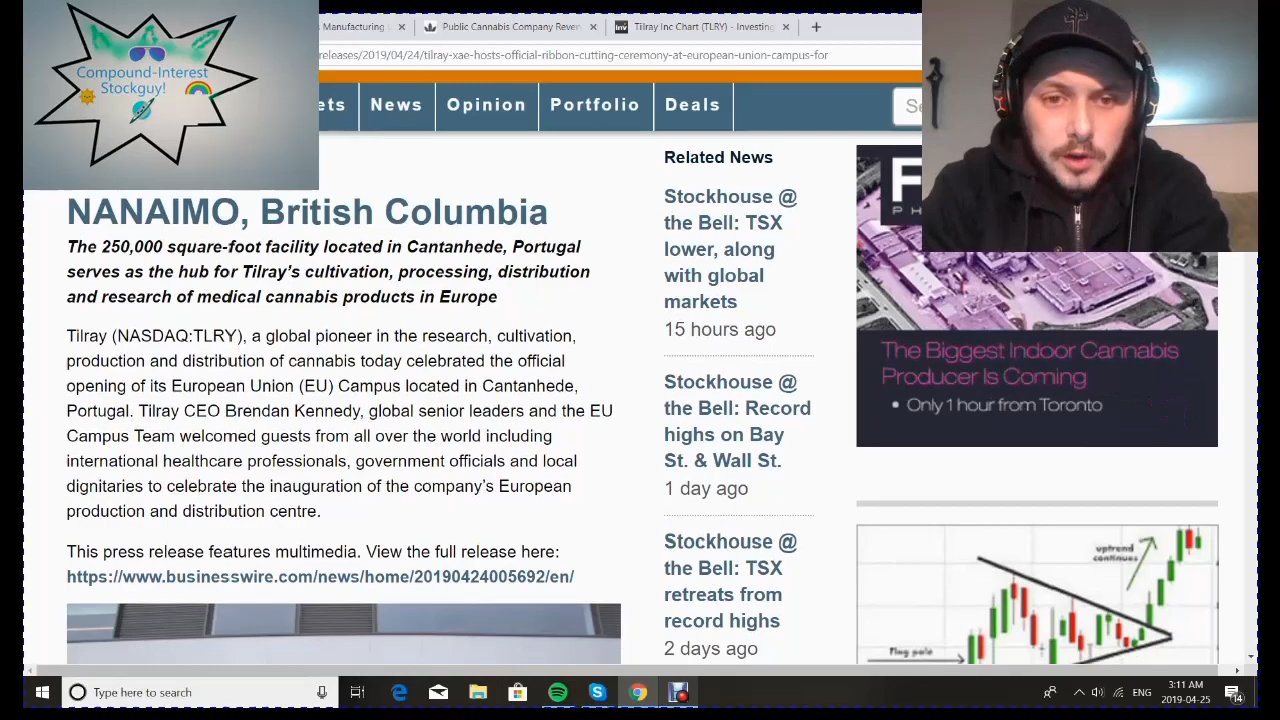 Compound-Interest
Stockguy!
s Manufacturing
Public Cannabis Company Reven
Tilray Inc Chart (TLRY) - Investing
releases/2019/04/24/tilray-xae-hosts-official-ribbon-cutting-ceremony-at-european-union-campus-for
ets
News
Opinion
Portfolio
Deals
Se
NANAIMO, British Columbia
The 250,000 square-foot facility located in Cantanhede, Portugal
serves as the hub for Tilray’s cultivation, processing, distribution
and research of medical cannabis products in Europe
Tilray (NASDAQ:TLRY), a global pioneer in the research, cultivation,
production and distribution of cannabis today celebrated the official
opening of its European Union (EU) Campus located in Cantanhede,
Portugal. Tilray CEO Brendan Kennedy, global senior leaders and the EU
Campus Team welcomed guests from all over the world including
international healthcare professionals, government officials and local
dignitaries to celebrate the inauguration of the company’s European
production and distribution centre.
This press release features multimedia. View the full release here:
https://www.businesswire.com/news/home/20190424005692/en/
Related News
Stockhouse @
the Bell: TSX
lower, along
with global
markets
15 hours ago
Stockhouse @
the Bell: Record
highs on Bay
St. & Wall St.
1 day ago
Stockhouse @
the Bell: TSX
retreats from
record highs
2 days ago
F
PH
The Biggest Indoor Cannabis
Producer Is Coming
• Only 1 hour from Toronto
uptrend
continues
Flag pole
Type here to search
ENG
3:11 AM
2019-04-25
14